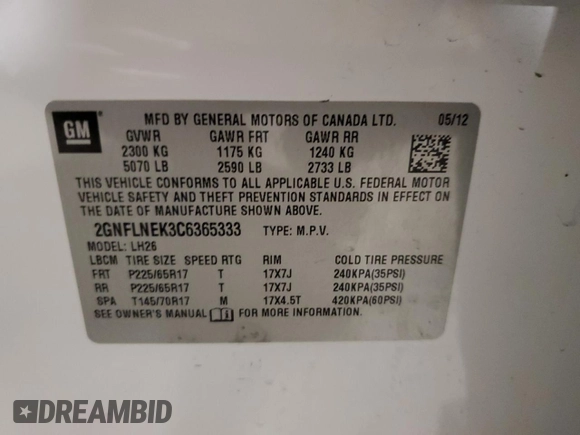 GM
MFD BY GENERAL MOTORS OF CANADA LTD. 05/12
GVWR GAWR FRT GAWR RR
2300 KG 1175 KG 1240 KG
5070 LB 2590 LB 2733 LB
THIS VEHICLE CONFORMS TO ALL APPLICABLE U.S. FEDERAL MOTOR
VEHICLE SAFETY AND THEFT PREVENTION STANDARDS IN EFFECT ON
THE DATE OF MANUFACTURE SHOWN ABOVE.
2GNFLNEK3C6365333 TYPE: M.P.V.
MODEL: LH26
LBCM TIRE SIZE SPEED RTG RIM COLD TIRE PRESSURE
FRT P225/65R17 T 17X7J 240KPA(35PSI)
RR P225/65R17 T 17X7J 240KPA(35PSI)
SPA T145/70R17 M 17X4.5T 420KPA(60PSI)
SEE OWNER'S MANUAL FOR MORE INFORMATION.
DREAMBID